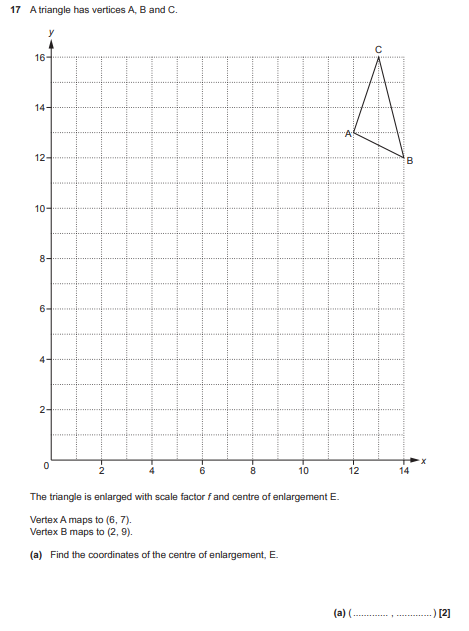 17 A triangle has vertices A, B and C.
y
16
C
14
A
12
B
10
8
6
4
2
0
2 4 6 8 10 12 14
x
The triangle is enlarged with scale factor f and centre of enlargement E.
Vertex A maps to (6, 7).
Vertex B maps to (2, 9).
(a) Find the coordinates of the centre of enlargement, E.
(a) (.............. , ..............) [2]